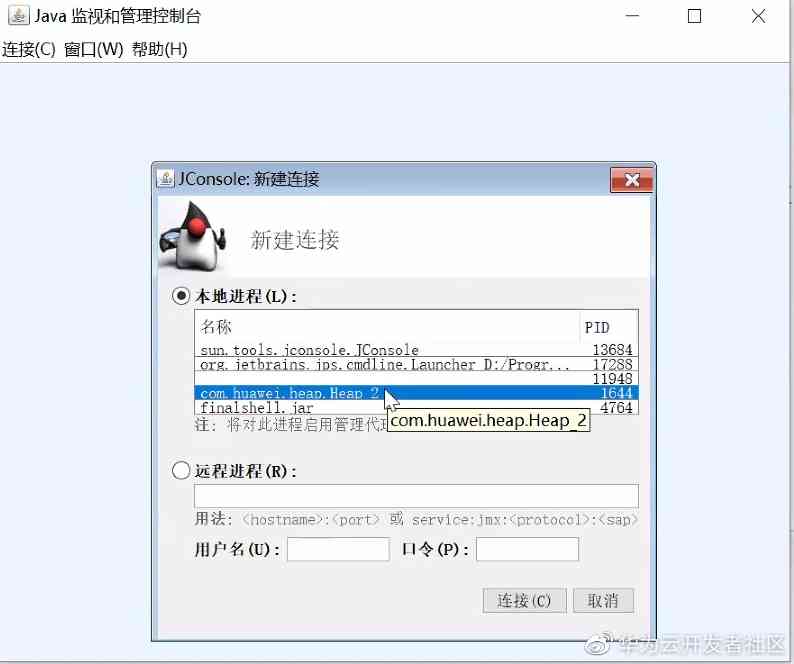 Java 监视和管理控制台
连接(C) 窗口(W) 帮助(H)
JConsole: 新建连接
新建连接
本地进程(L):
名称 PID
sun.tools.jconsole.JConsole 13684
org.jetbrains.jps.cmdline.Launcher D:/Progr... 17288
11948
com.huawei.heap.Heap_2 1644
finalshell.jar 4764
注: 将对此进程启用管理代
com.huawei.heap.Heap_2
远程进程(R):
用法: <hostname>:<port> 或 service:jmx:<protocol>:<sap>
用户名(U): 口令(P):
连接(C) 取消
华为云开发者社区